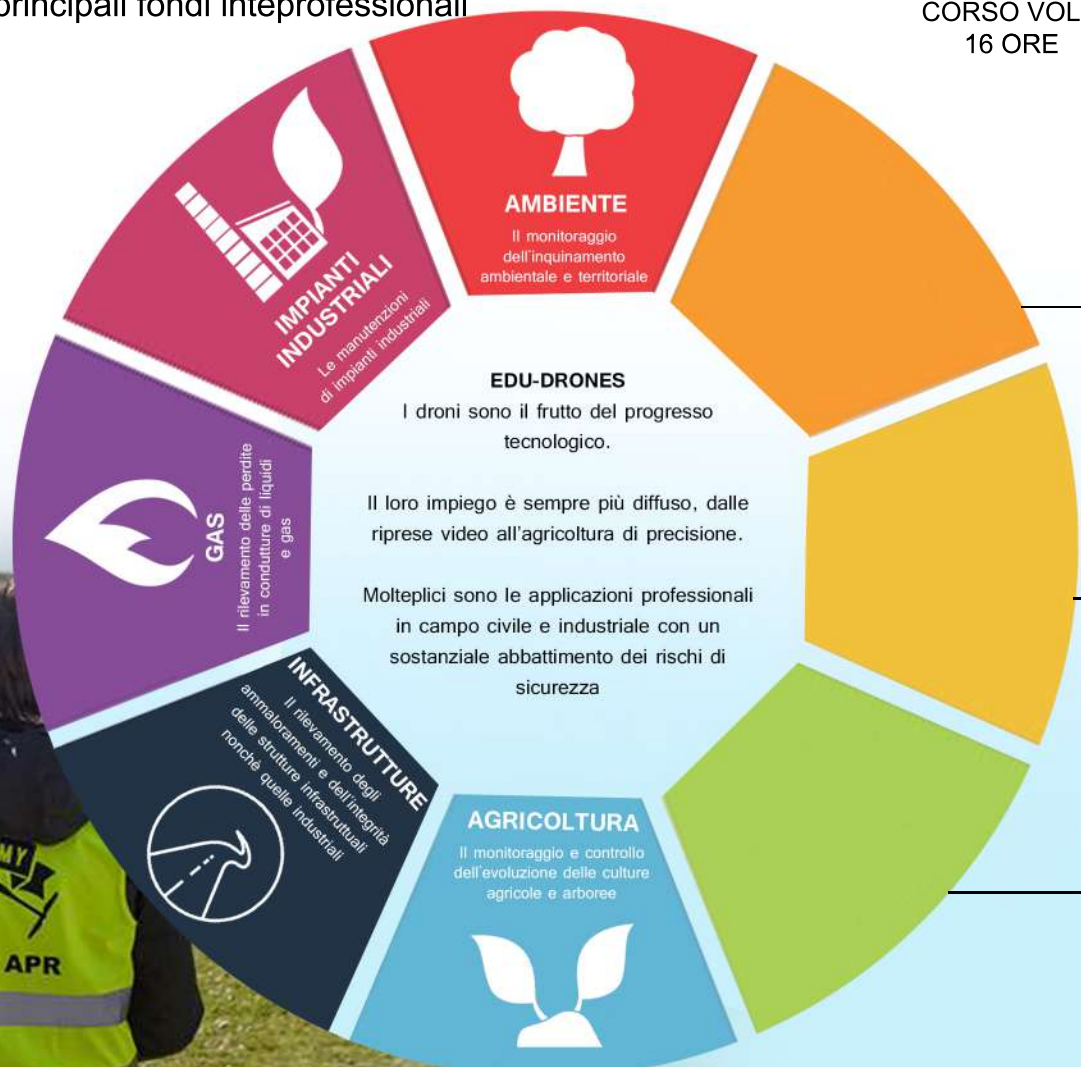 principali fondi inteprofessionali
CORSO VOL
16 ORE
AMBIENTE
Il monitoraggio
dell'inquinamento
ambientale e territoriale
IMPIANTI
INDUSTRIALI
Le manutenzioni
di impianti industriali
GAS
Il rilevamento delle perdite
in condutture di liquidi
e gas
INFRASTRUTTURE
Il rilevamento degli
ammaloramenti e dell'integrità
delle strutture infrastruttuali
nonchè quelle industriali
AGRICOLTURA
Il monitoraggio e controllo
dell'evoluzione delle culture
agricole e arboree
EDU-DRONES
I droni sono il frutto del progresso
tecnologico.
Il loro impiego è sempre più diffuso, dalle
riprese video all'agricoltura di precisione.
Molteplici sono le applicazioni professionali
in campo civile e industriale con un
sostanziale abbattimento dei rischi di
sicurezza
MY
APR